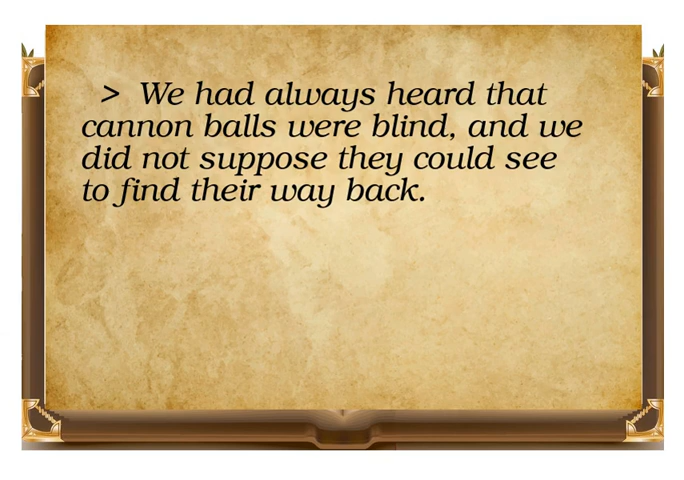 > We had always heard that
cannon balls were blind, and we
did not suppose they could see
to find their way back.